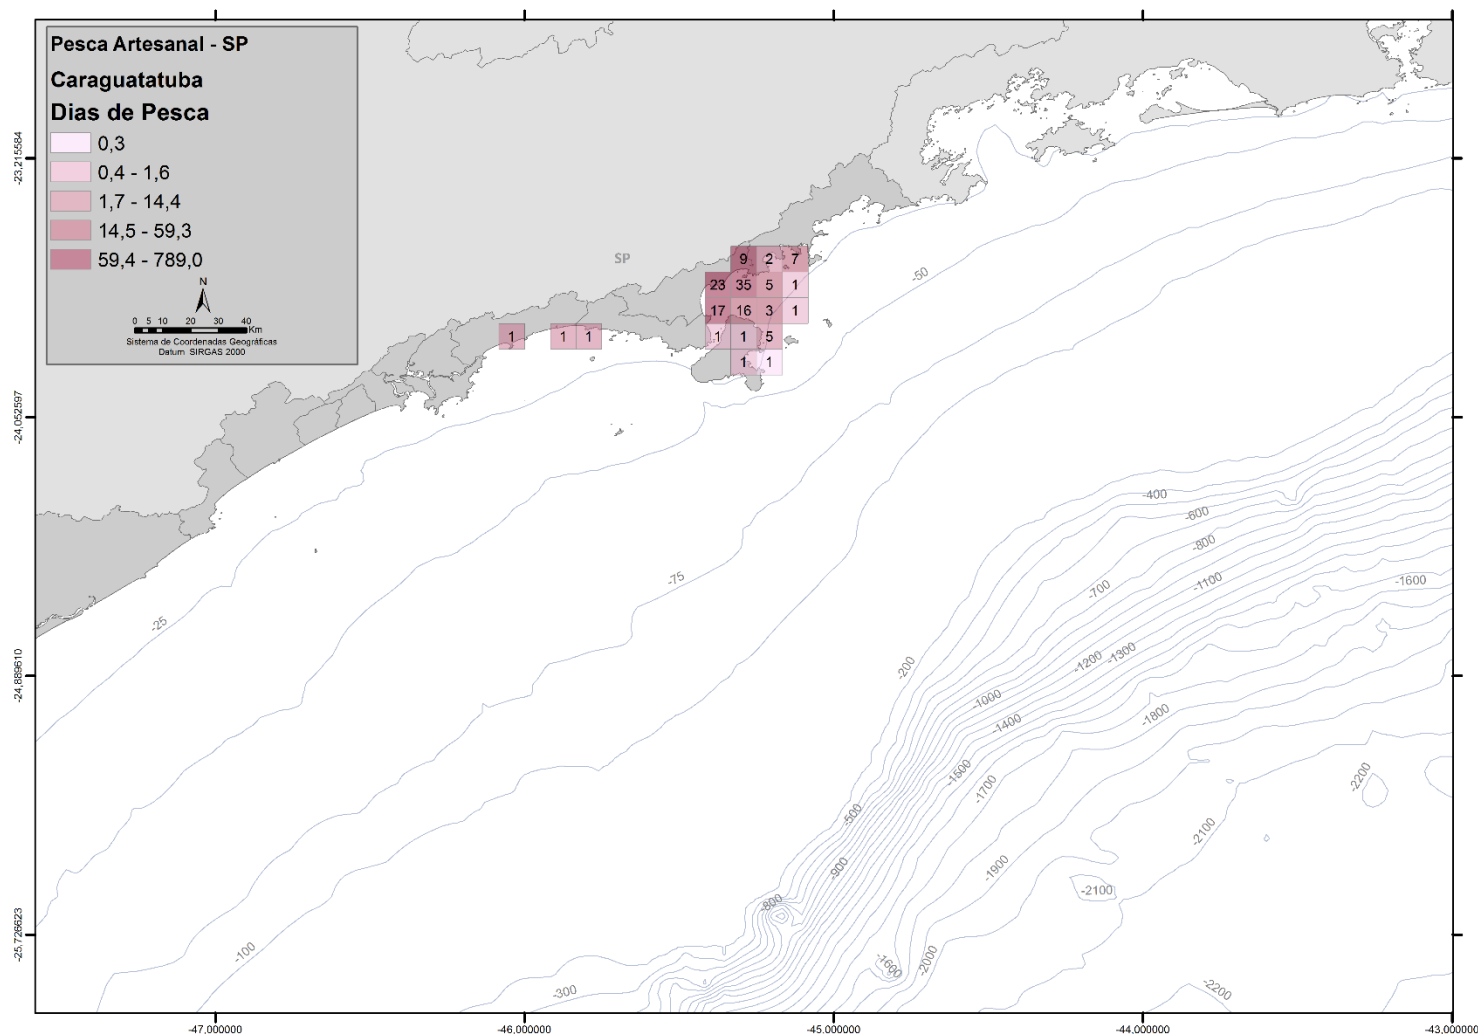 Pesca Artesanal - SP
Caraguatatuba
Dias de Pesca
0,3
0,4 - 1,6
1,7 - 14,4
14,5 - 59,3
59,4 - 789,0
N
0 5 10 20 30 40
Km
Sistema de Coordenadas Geográficas
Datum SIRGAS 2000
SP
9 2 7
23 35 5 1
17 16 3 1
1 1 1 1 1 5
1 1
-50
-25
-75
-100
-200
-300
-400
-600
-800
-700
-1100
-1600
-1200
-1300
-1000
-1400
-1800
-1500
-1700
-500
-900
-800
-2200
-2100
-1900
-2100
-1600
-2000
-2200
-23,215584
-24,052597
-24,889610
-25,726623
-47,000000
-46,000000
-45,000000
-44,000000
-43,000000